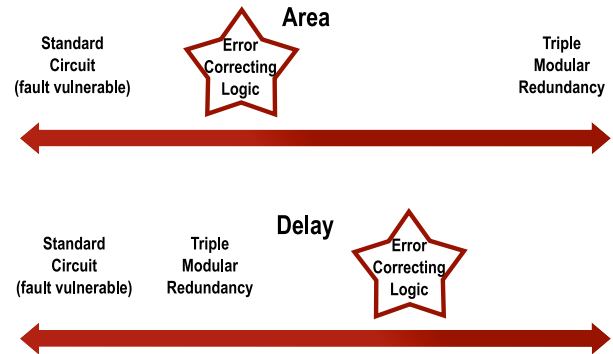 Area
Standard
Circuit
(fault vulnerable)
Error
Correcting
Logic
Triple
Modular
Redundancy
Delay
Standard
Circuit
(fault vulnerable)
Triple
Modular
Redundancy
Error
Correcting
Logic